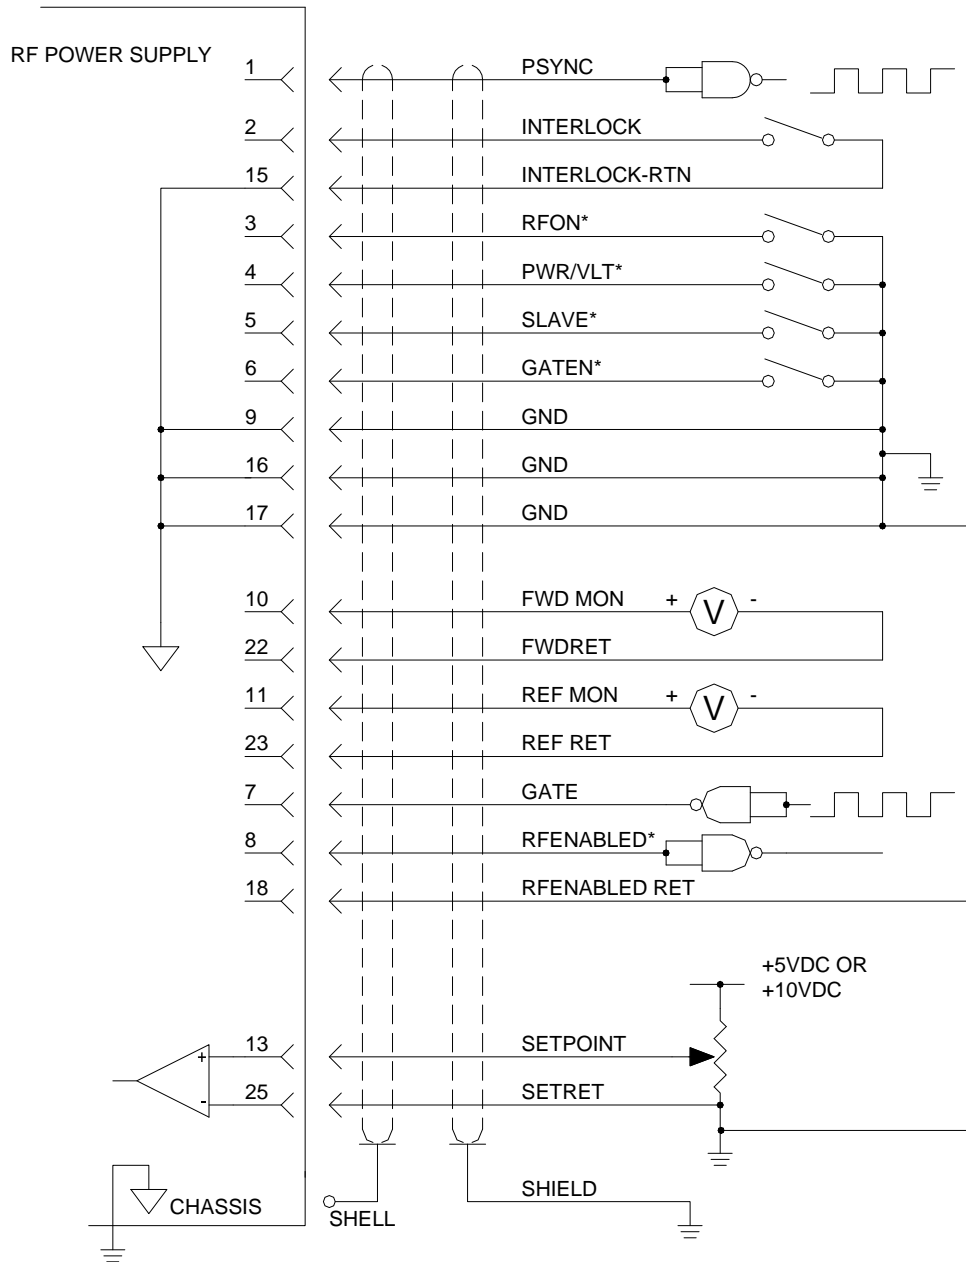 RF POWER SUPPLY
1 PSYNC
2 INTERLOCK
15 INTERLOCK-RTN
3 RFON*
4 PWR/VLT*
5 SLAVE*
6 GATEN*
9 GND
16 GND
17 GND
10 FWD MON + V -
22 FWDRET
11 REF MON + V -
23 REF RET
7 GATE
8 RFENABLED*
18 RFENABLED RET
+5VDC OR
+10VDC
+ 13 SETPOINT
- 25 SETRET
CHASSIS
SHELL
SHIELD